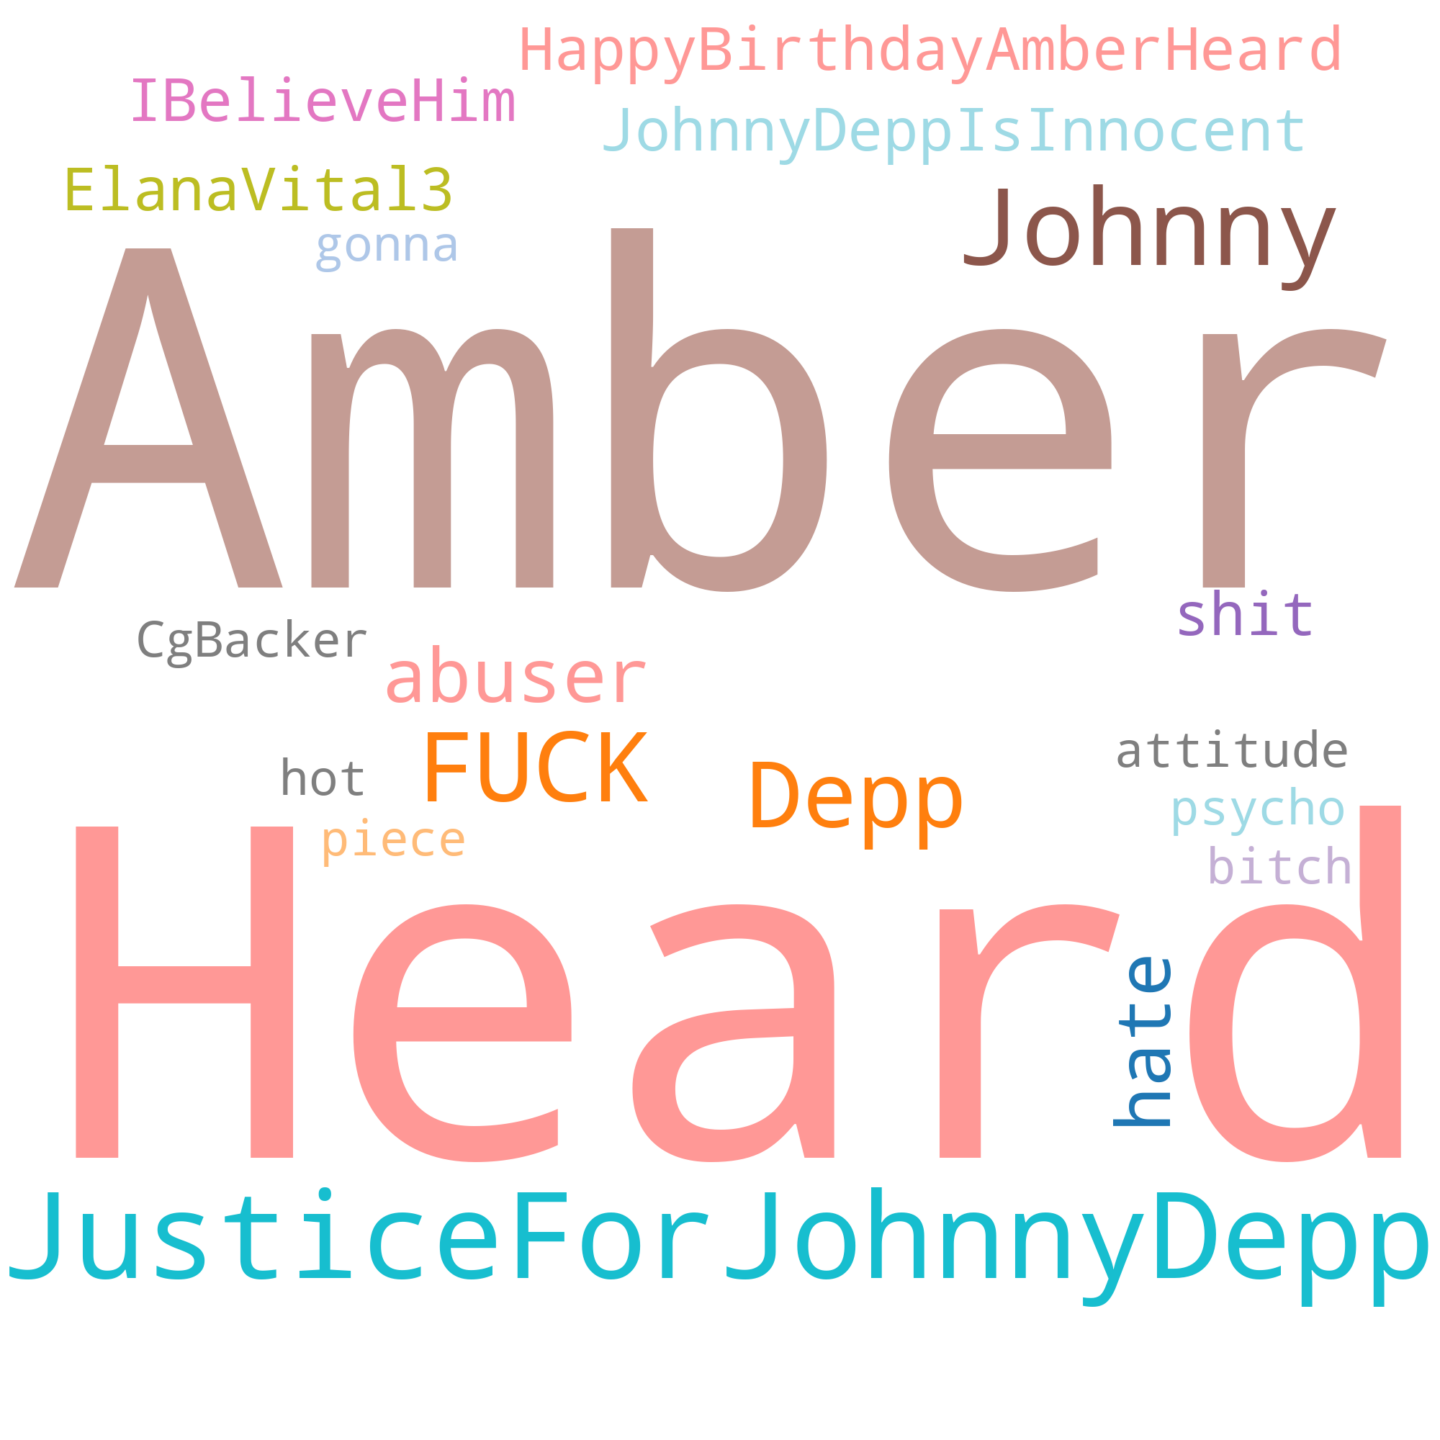 HappyBirthdayAmberHeard
IBelieveHim
JohnnyDeppIsInnocent
ElanaVital3
Johnny
gonna
Amber
shit
CgBacker
abuser
FUCK
Depp
hot
attitude
piece
psycho
bitch
Heard
hate
JusticeForJohnnyDepp